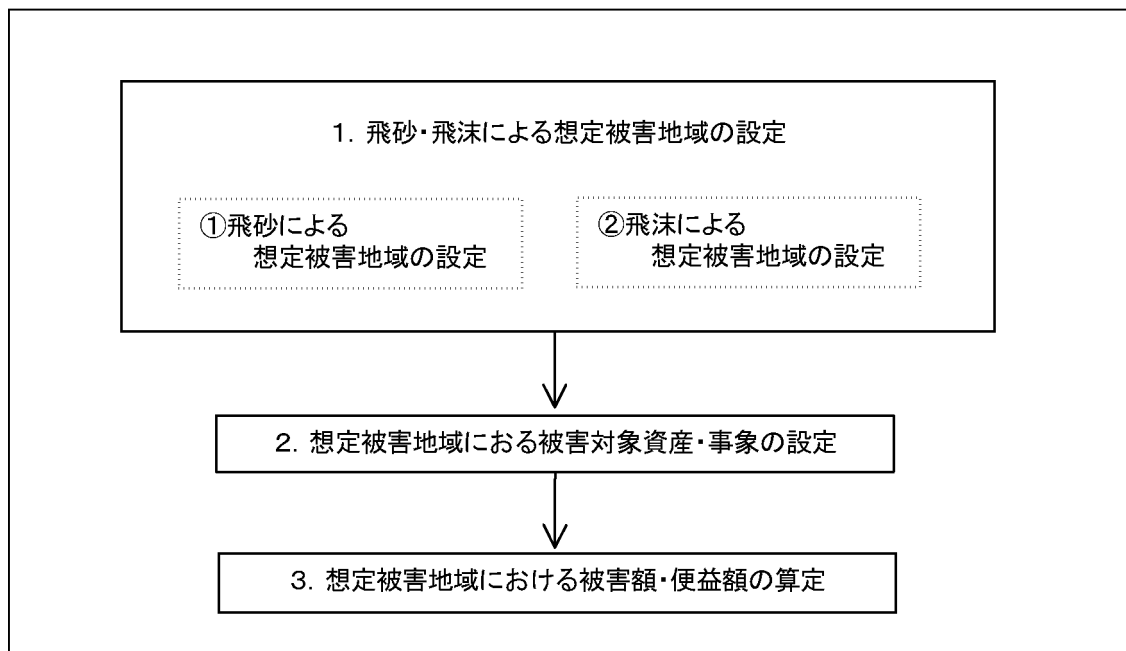 1．飛砂・飛沫による想定被害地域の設定
①飛砂による
想定被害地域の設定
②飛沫による
想定被害地域の設定
2．想定被害地域におる被害対象資産・事象の設定
3．想定被害地域における被害額・便益額の算定